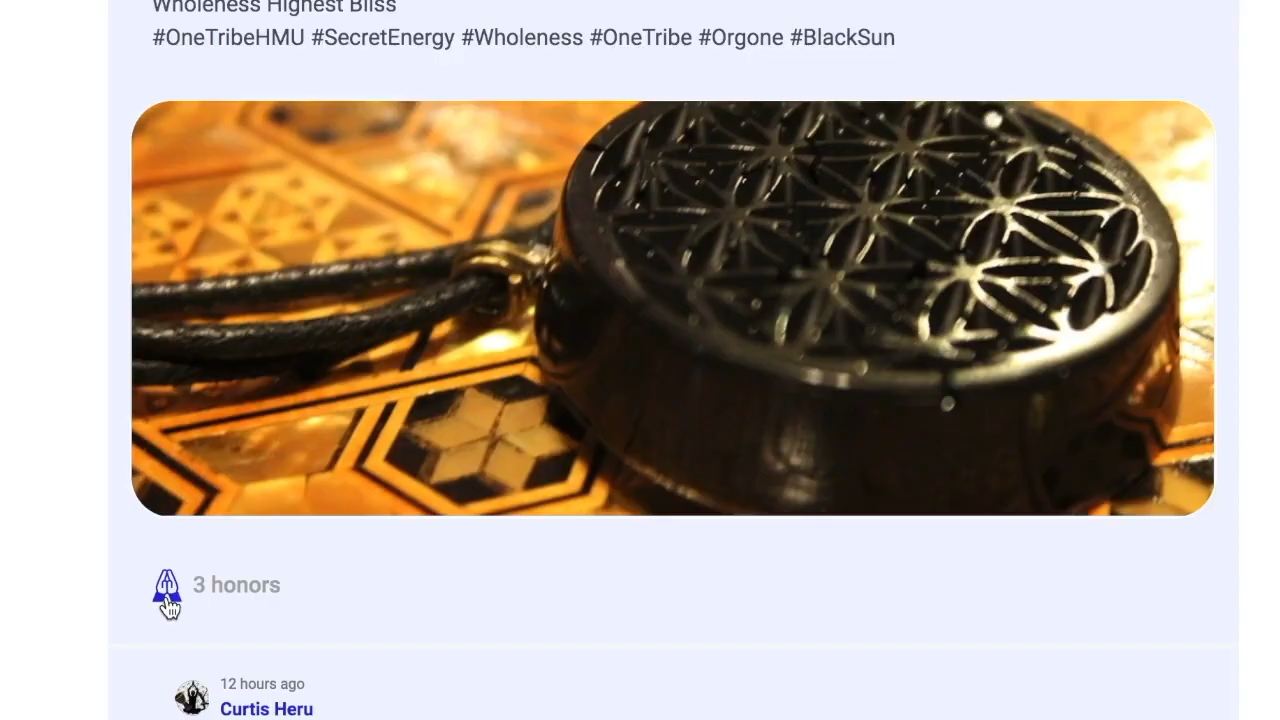 Wholeness Highest Bliss
#OneTribeHMU #SecretEnergy #Wholeness #OneTribe #Orgone #BlackSun
3 honors
12 hours ago
Curtis Heru